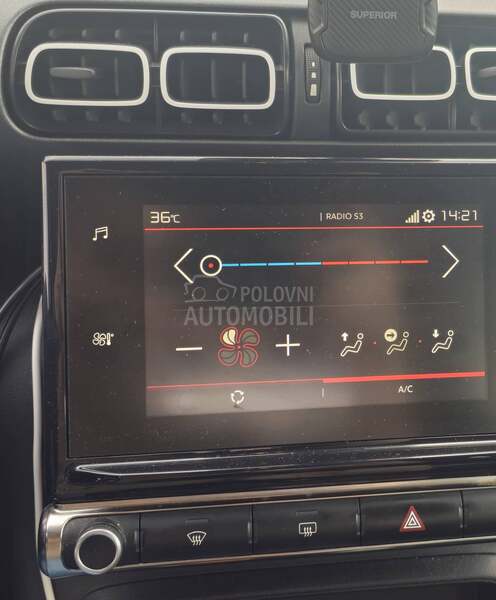 SUPERIOR
36°C | RADIO S3 14:21
POLOVNI
AUTOMOBILI
A/C